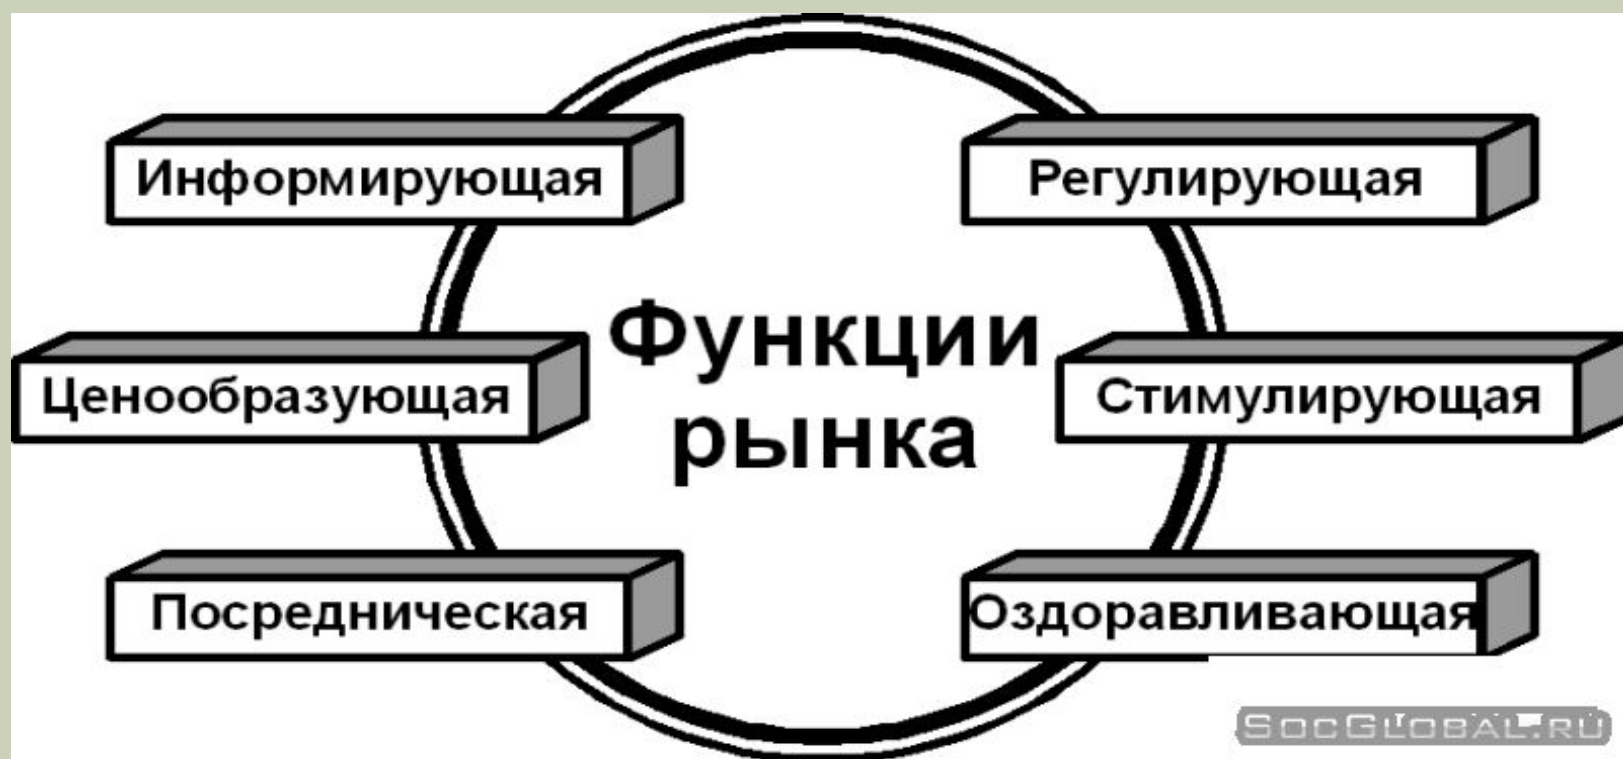 Информирующая
Регулирующая
Функции
рынка
Ценообразующая
Стимулирующая
Посредническая
Оздоравливающая
SOCGLOBAL.RU